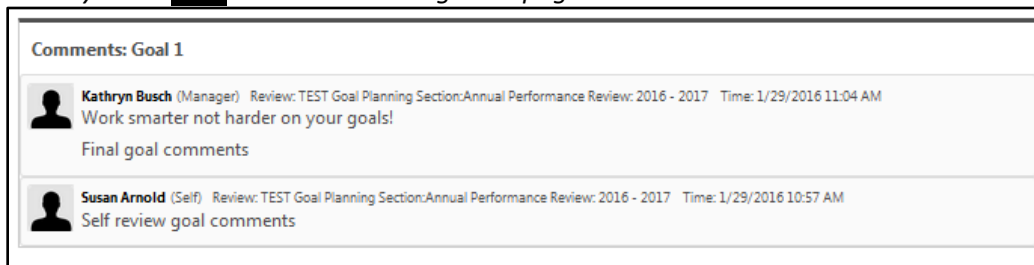 Comments: Goal 1
Kathryn Busch (Manager) Review: TEST Goal Planning Section:Annual Performance Review: 2016 - 2017 Time: 1/29/2016 11:04 AM
Work smarter not harder on your goals!
Final goal comments
Susan Arnold (Self) Review: TEST Goal Planning Section:Annual Performance Review: 2016 - 2017 Time: 1/29/2016 10:57 AM
Self review goal comments